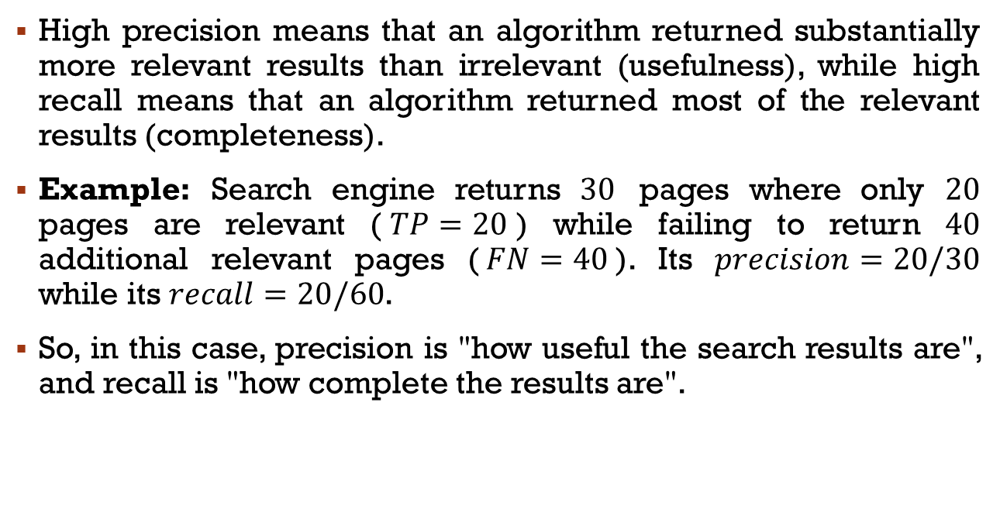 ▪ High precision means that an algorithm returned substantially
more relevant results than irrelevant (usefulness), while high
recall means that an algorithm returned most of the relevant
results (completeness).
▪ Example: Search engine returns 30 pages where only 20
pages are relevant (TP = 20) while failing to return 40
additional relevant pages (FN = 40). Its precision = 20/30
while its recall = 20/60.
▪ So, in this case, precision is "how useful the search results are",
and recall is "how complete the results are".